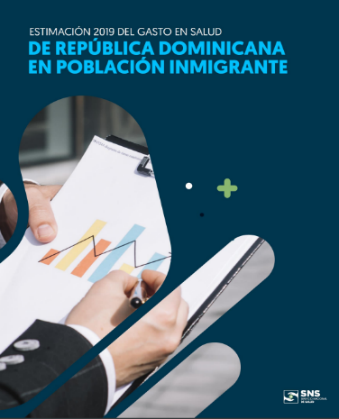 ESTIMACIÓN 2019 DEL GASTO EN SALUD
DE REPÚBLICA DOMINICANA
EN POBLACIÓN INMIGRANTE
SNS